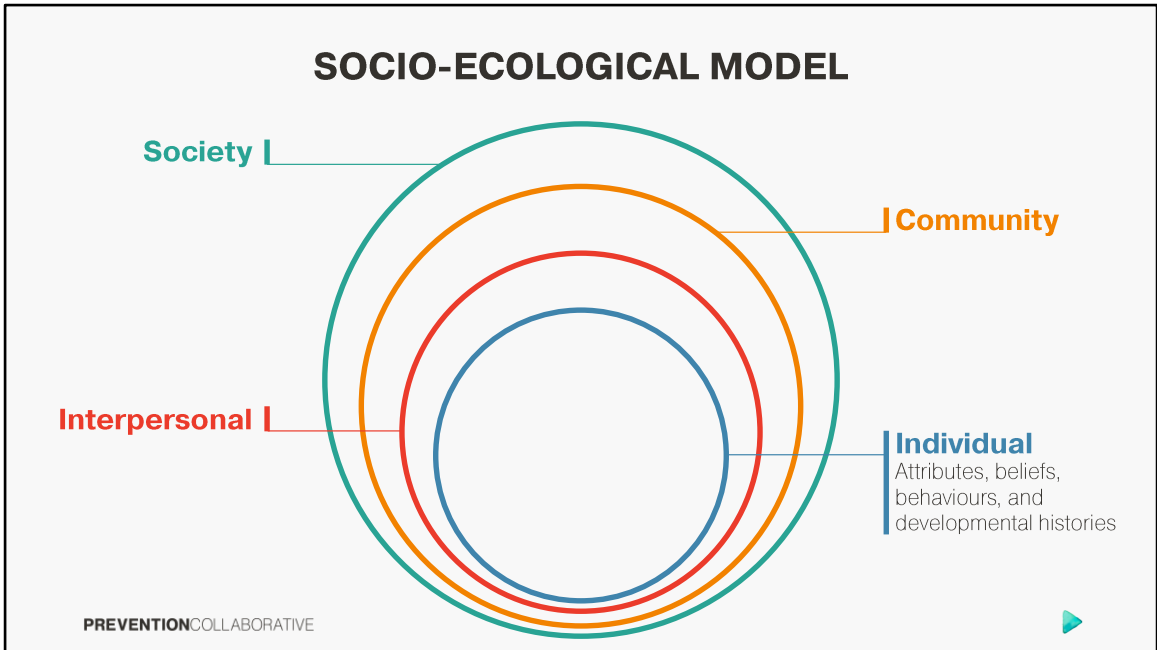 SOCIO-ECOLOGICAL MODEL
Society
Community
Interpersonal
Individual
Attributes, beliefs,
behaviours, and
developmental histories
PREVENTIONCOLLABORATIVE